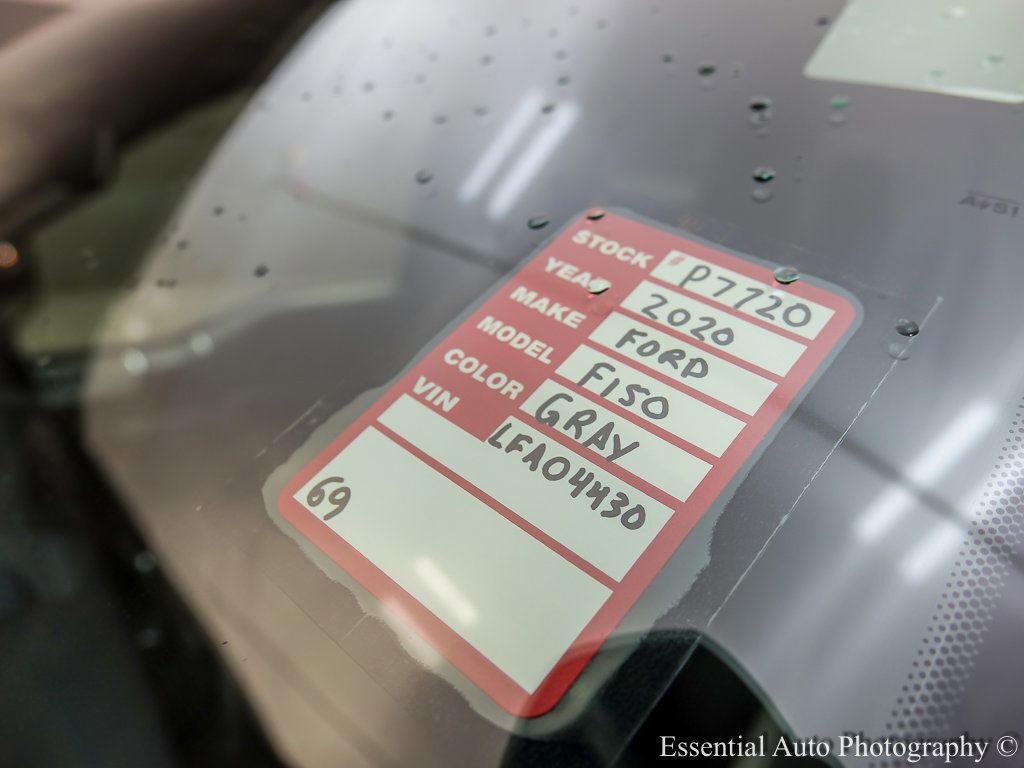 STOCK # P7720
YEAR 2020
MAKE FORD
MODEL F150
COLOR GRAY
VIN LFA04430
69
Essential Auto Photography ©